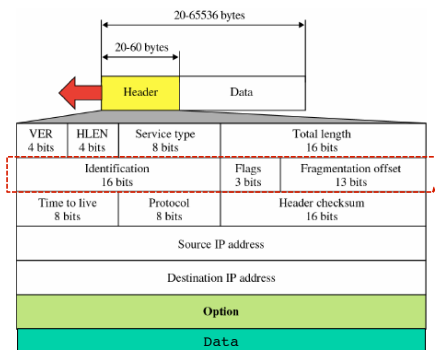 20-65536 bytes
20-60 bytes
Header
Data
VER
4 bits
HLEN
4 bits
Service type
8 bits
Total length
16 bits
Identification
16 bits
Flags
3 bits
Fragmentation offset
13 bits
Time to live
8 bits
Protocol
8 bits
Header checksum
16 bits
Source IP address
Destination IP address
Option
Data